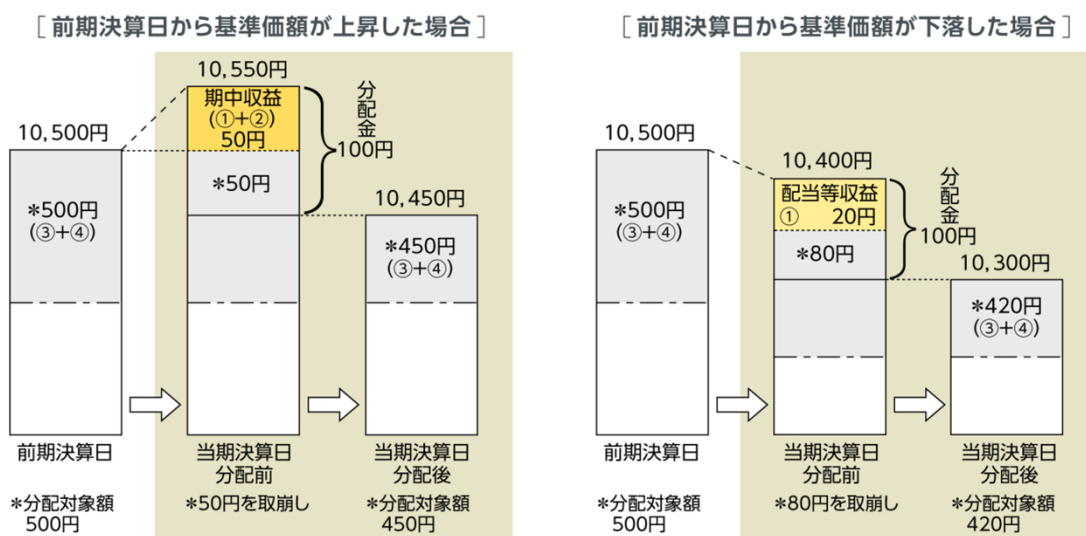 [前期決算日から基準価額が上昇した場合]
10,500円
*500円
(③+④)
前期決算日
*分配対象額
500円
10,550円
期中収益
(①+②)
50円
*50円
分配金
100円
当期決算日
分配前
*50円を取崩し
10,450円
*450円
(③+④)
当期決算日
分配後
*分配対象額
450円
[前期決算日から基準価額が下落した場合]
10,500円
*500円
(③+④)
前期決算日
*分配対象額
500円
10,400円
配当等収益
① 20円
*80円
分配金
100円
当期決算日
分配前
*80円を取崩し
10,300円
*420円
(③+④)
当期決算日
分配後
*分配対象額
420円